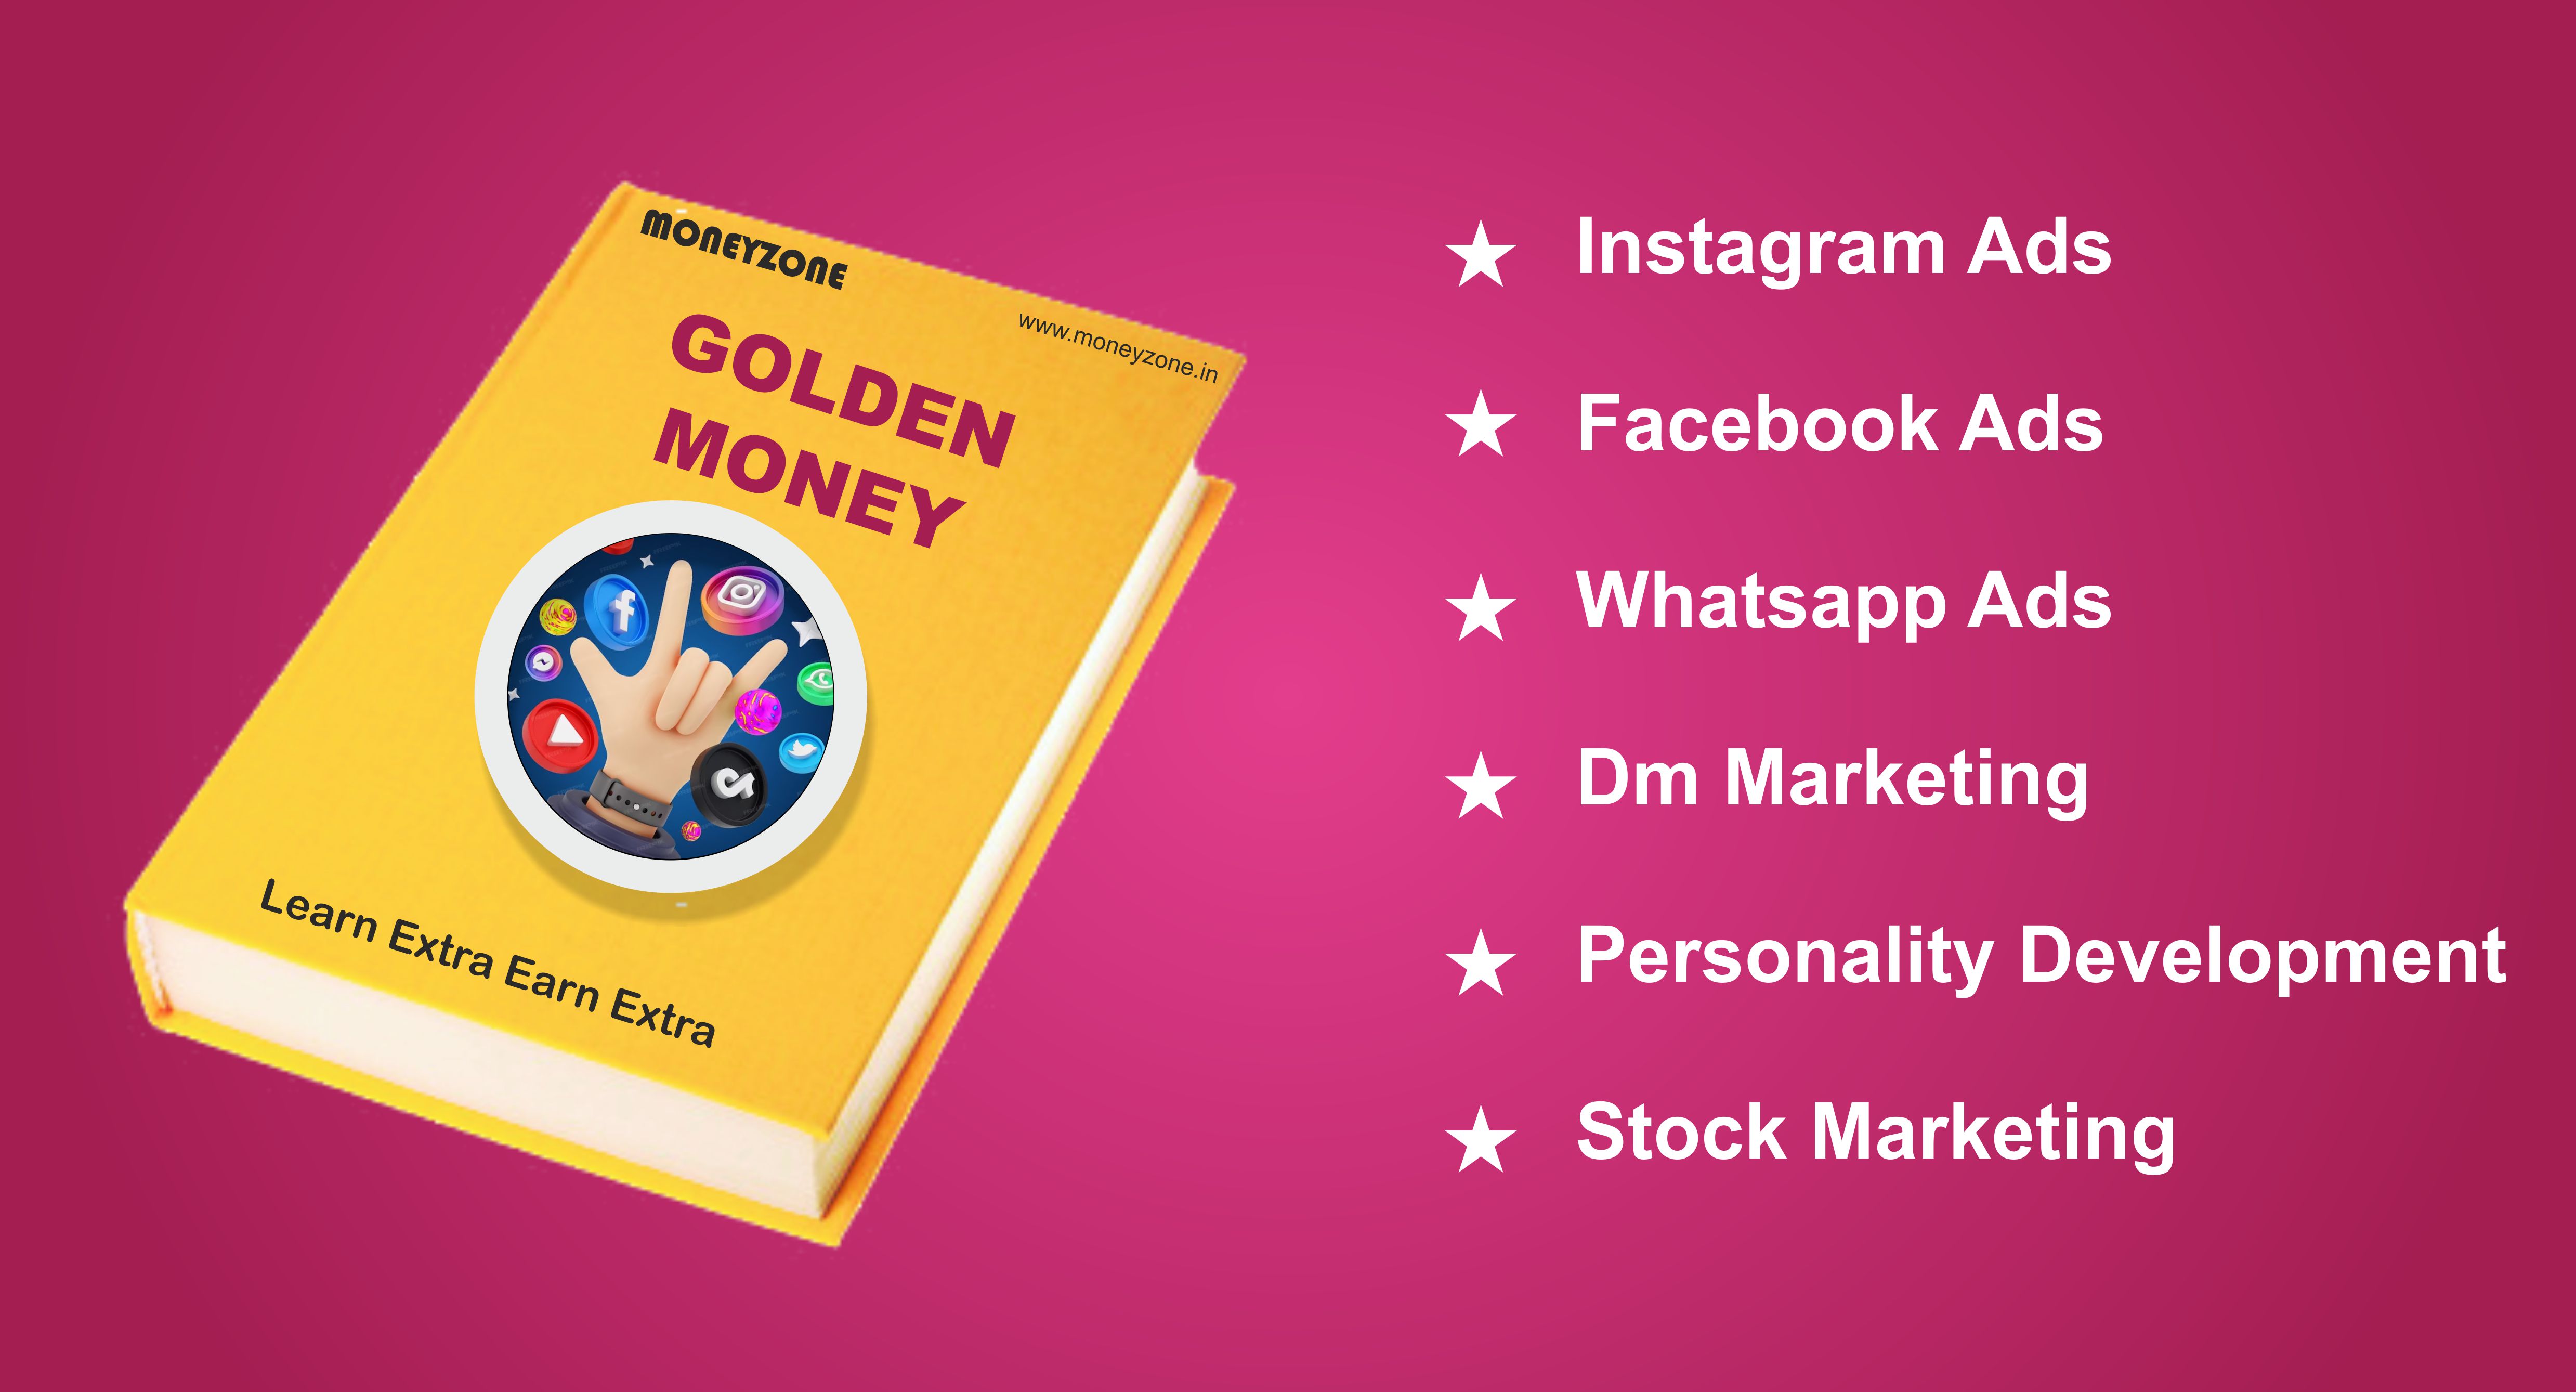 MONEYZONE
www.moneyzone.in
GOLDEN
MONEY
Learn Extra Earn Extra
Instagram Ads
Facebook Ads
Whatsapp Ads
Dm Marketing
Personality Development
Stock Marketing